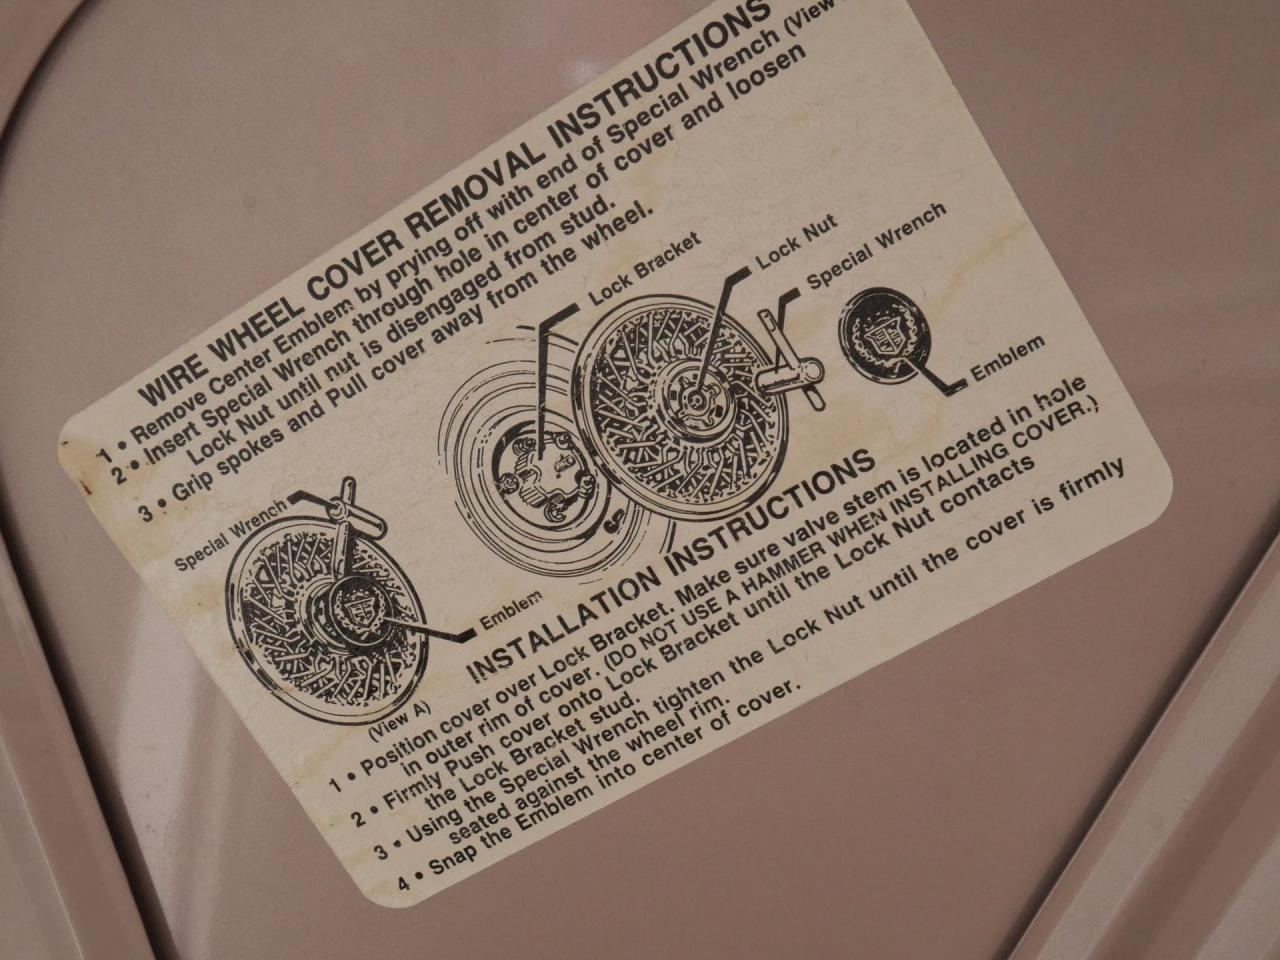 WIRE WHEEL COVER REMOVAL INSTRUCTIONS
1 • Remove Center Emblem by prying off with end of Special Wrench (View
2 • Insert Special Wrench through hole in center of cover and loosen
Lock Nut until nut is disengaged from stud.
3 • Grip spokes and Pull cover away from the wheel.
Lock Bracket
Lock Nut
Special Wrench
Emblem
Special Wrench
Emblem
(View A)
INSTALLATION INSTRUCTIONS
1 • Position cover over Lock Bracket. Make sure valve stem is located in hole
in outer rim of cover. (DO NOT USE A HAMMER WHEN INSTALLING COVER.)
2 • Firmly Push cover onto Lock Bracket until the Lock Nut contacts
the Lock Bracket stud.
3 • Using the Special Wrench tighten the Lock Nut until the cover is firmly
seated against the wheel rim.
4 • Snap the Emblem into center of cover.